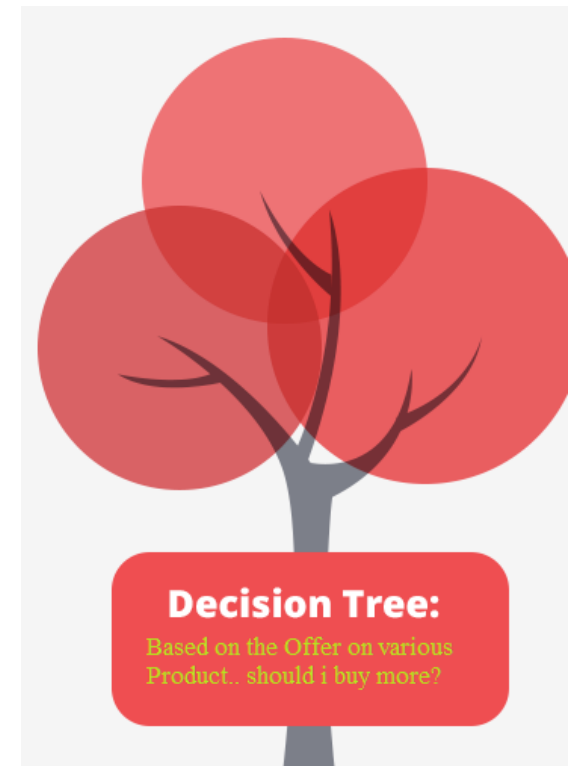 Decision Tree:
Based on the Offer on various
Product.. should i buy more?